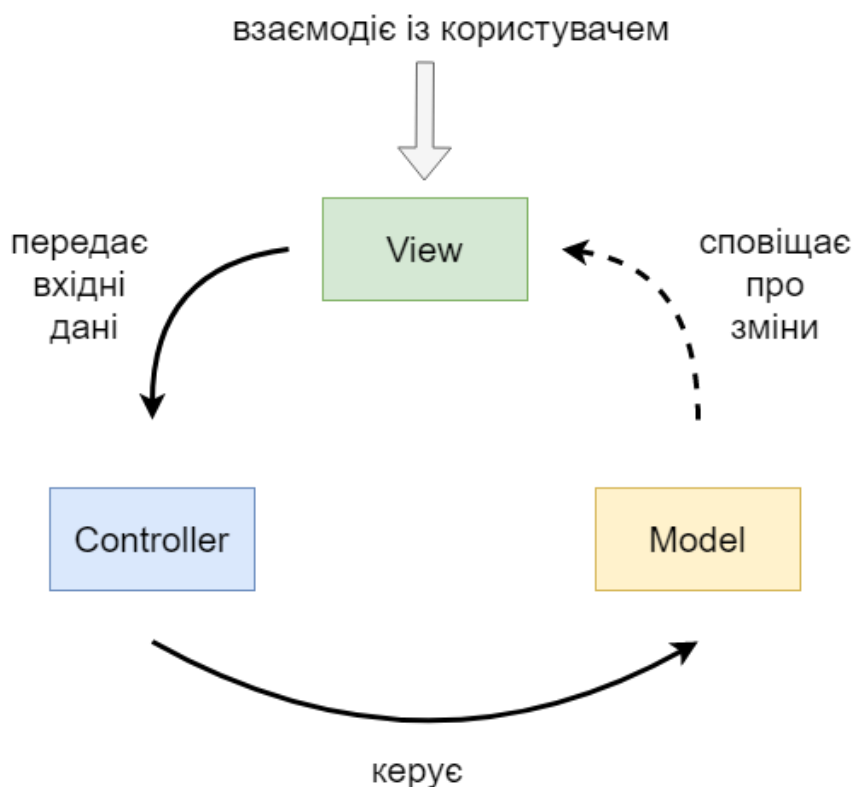 взаємодіє із користувачем
View
передає
вхідні
дані
сповіщає
про
зміни
Controller
Model
керує